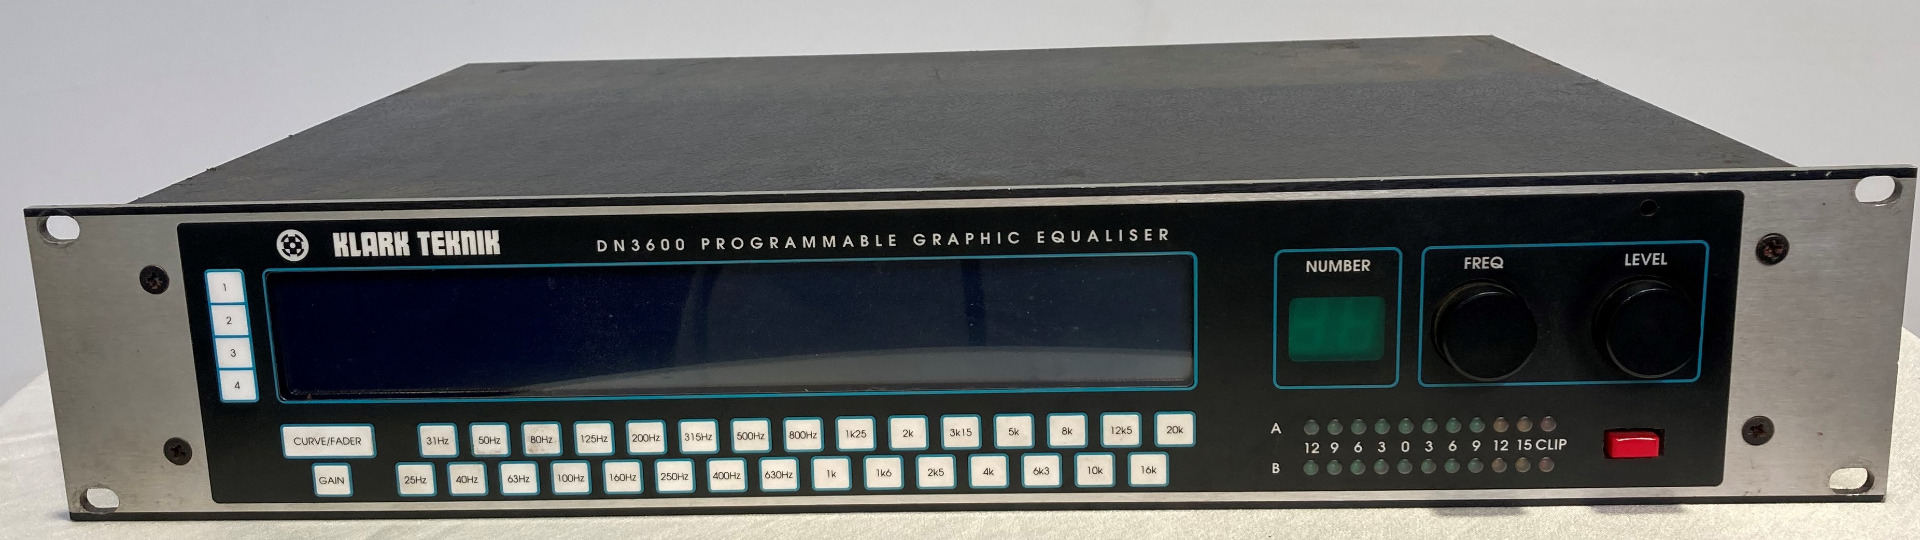 KLARK TEKNIK
DN3600 PROGRAMMABLE GRAPHIC EQUALISER
NUMBER
FREQ LEVEL
1
2
3
4
CURVE/FADER 31Hz 50Hz 80Hz 125Hz 200Hz 315Hz 500Hz 800Hz 1k25 2k 3k15 5k 8k 12k5 20k
GAIN 25Hz 40Hz 63Hz 100Hz 160Hz 250Hz 400Hz 630Hz 1k 1k6 2k5 4k 6k3 10k 16k
A
12 9 6 3 0 3 6 9 12 15 CLIP
B